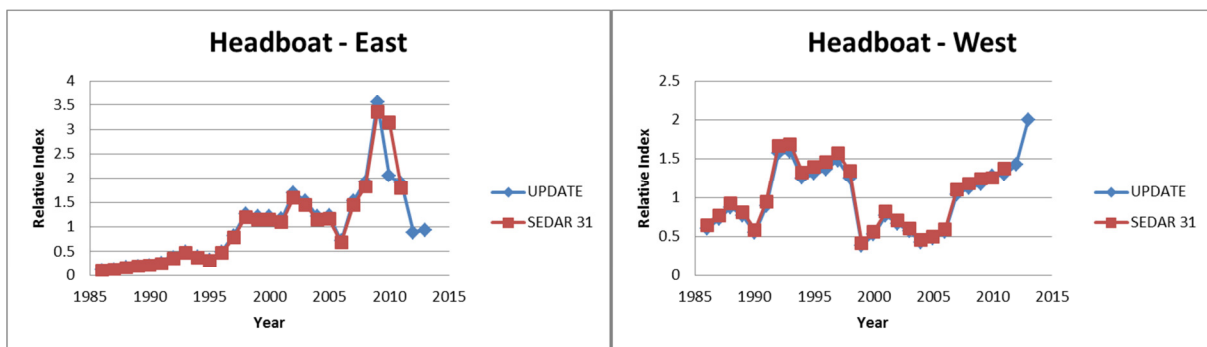 Headboat - East
Relative Index
4
3.5
3
2.5
2
1.5
1
0.5
0
1985 1990 1995 2000 2005 2010 2015
Year
UPDATE
SEDAR 31
Headboat - West
Relative Index
2.5
2
1.5
1
0.5
0
1985 1990 1995 2000 2005 2010 2015
Year
UPDATE
SEDAR 31